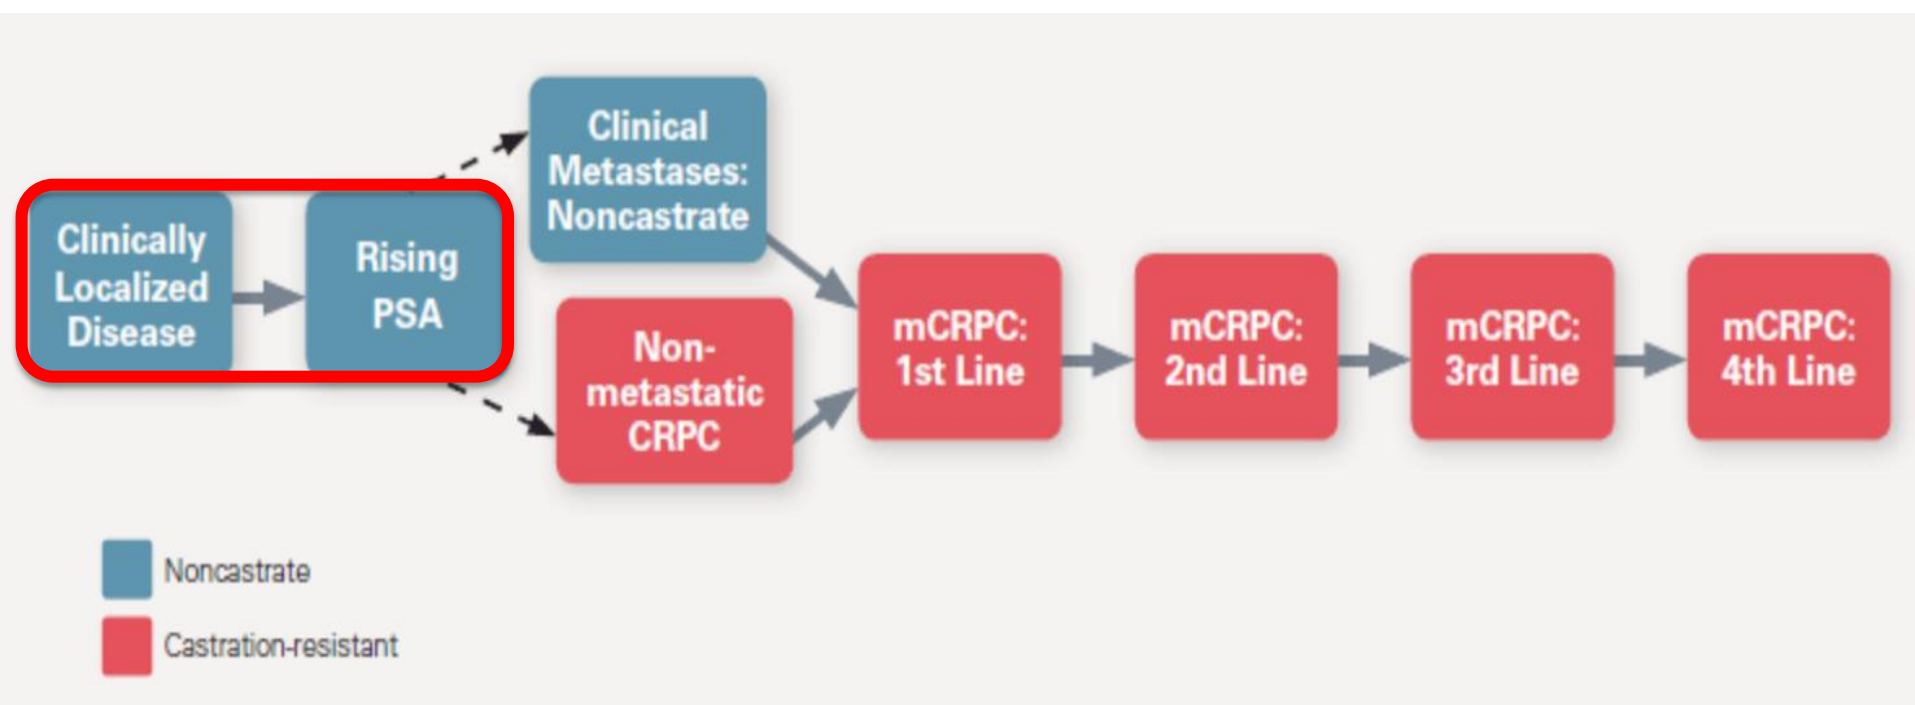 Clinically
Localized
Disease
Rising
PSA
Clinical
Metastases:
Noncastrate
Non-
metastatic
CRPC
mCRPC:
1st Line
mCRPC:
2nd Line
mCRPC:
3rd Line
mCRPC:
4th Line
Noncastrate
Castration-resistant